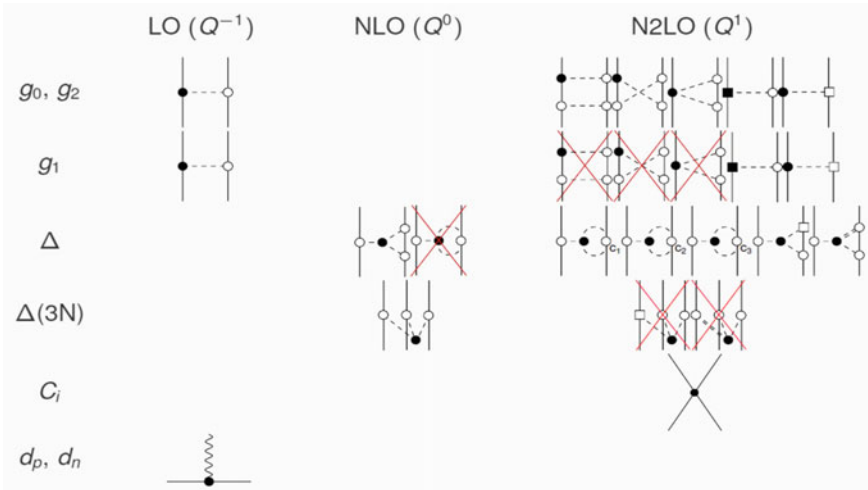 LO (Q⁻¹) NLO (Q⁰) N2LO (Q¹)
g₀, g₂
g₁
Δ
C₁ C₂ C₃
Δ(3N)
Cᵢ
dₚ, dₙ